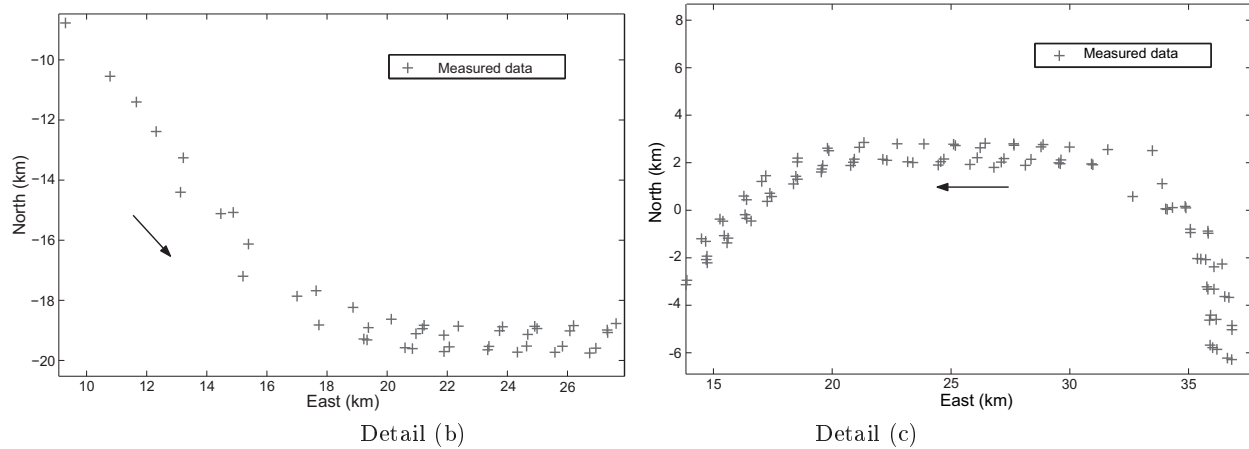 −10
−12
−14
−16
−18
−20
North (km)
Measured data
10 12 14 16 18 20 22 24 26
East (km)
Detail (b)
8
6
4
2
0
-2
-4
-6
North (km)
Measured data
15 20 25 30 35
East (km)
Detail (c)